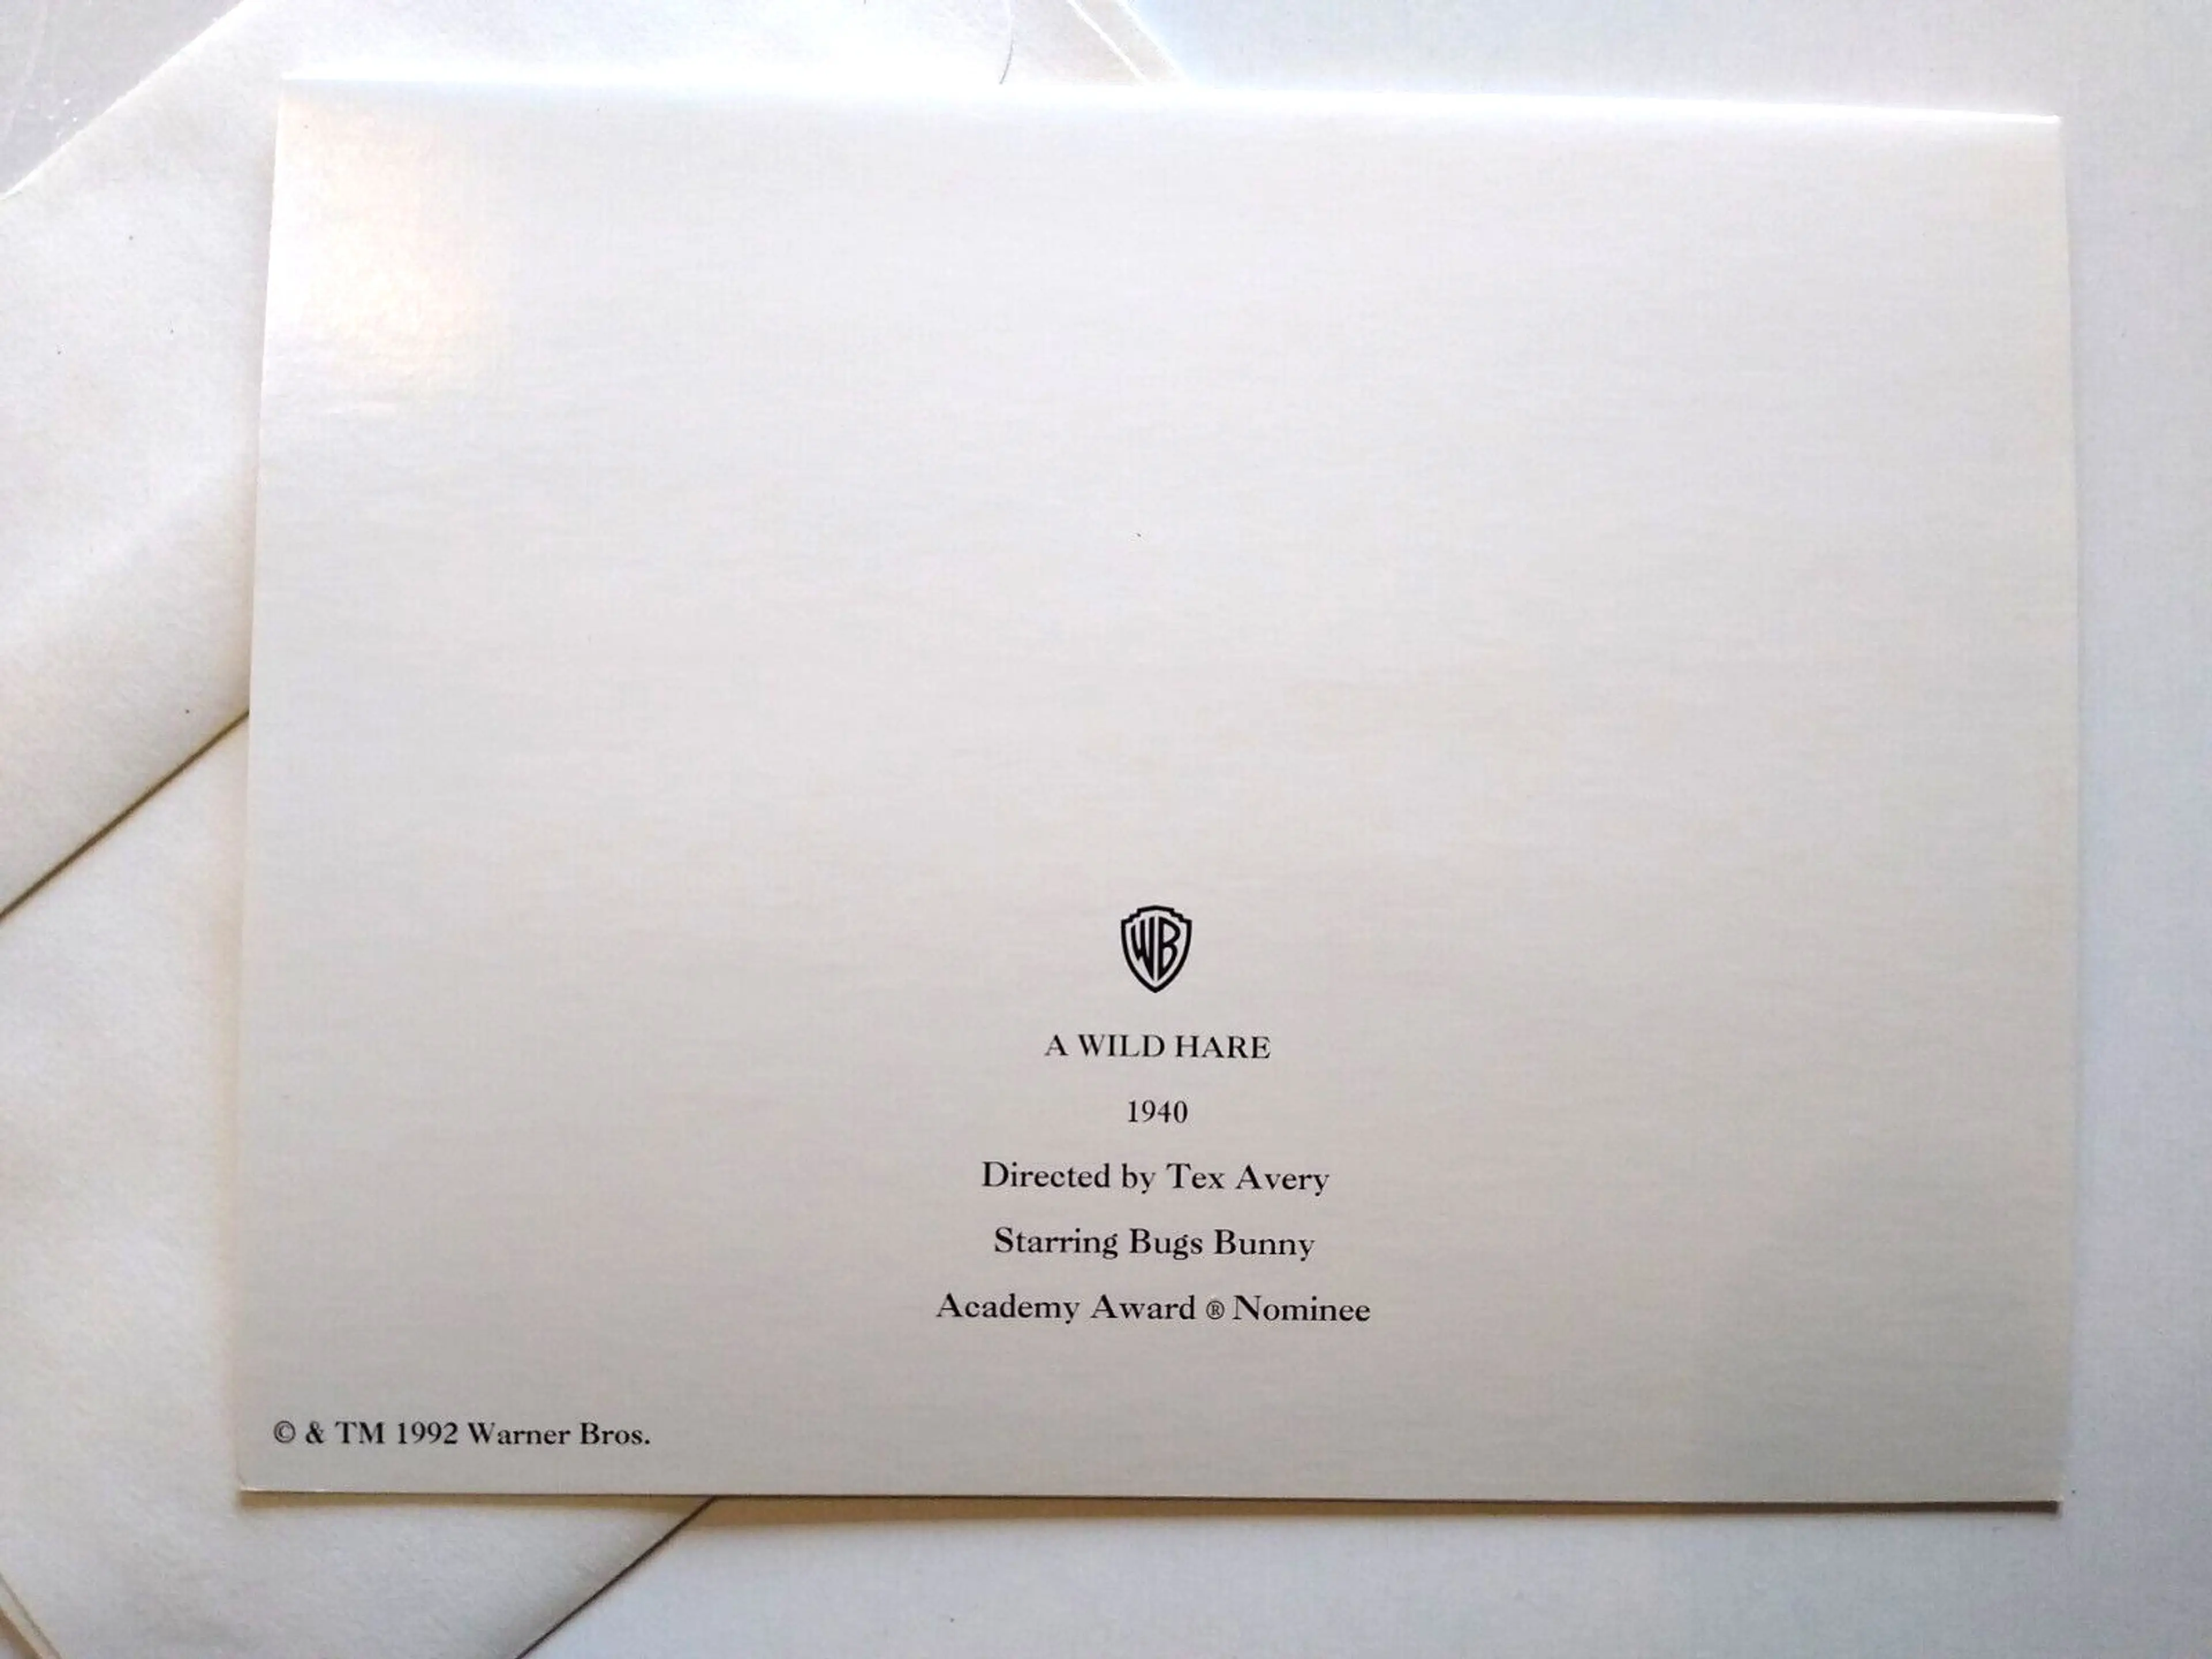 WB
A WILD HARE
1940
Directed by Tex Avery
Starring Bugs Bunny
Academy Award ® Nominee
© & TM 1992 Warner Bros.